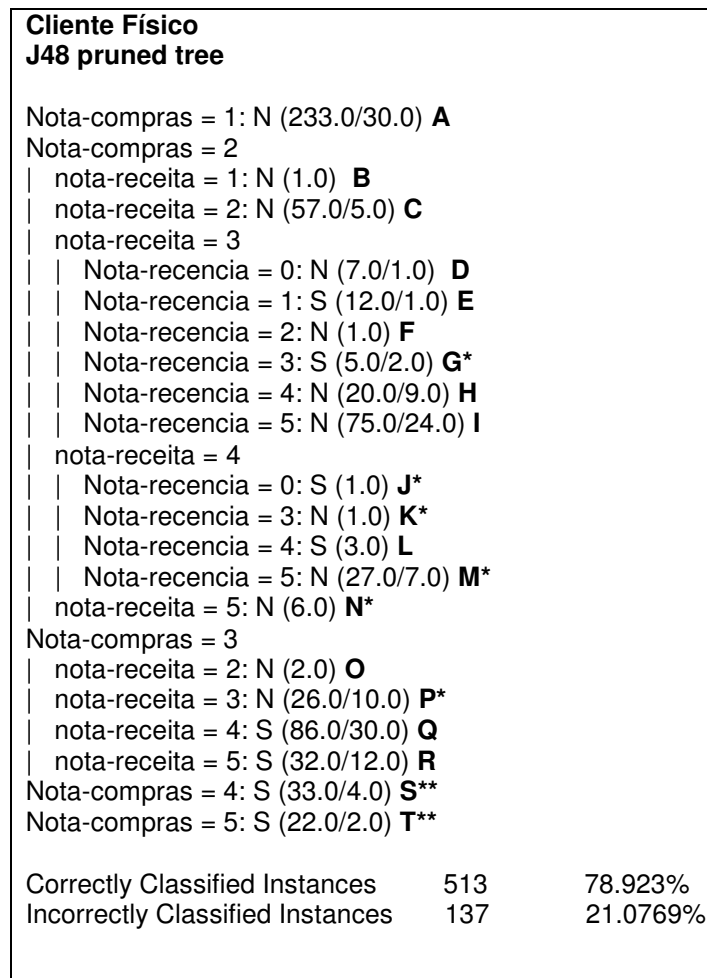 Cliente Físico
J48 pruned tree
Nota-compras = 1: N (233.0/30.0) A
Nota-compras = 2
| nota-receita = 1: N (1.0) B
| nota-receita = 2: N (57.0/5.0) C
| nota-receita = 3
| | Nota-recencia = 0: N (7.0/1.0) D
| | Nota-recencia = 1: S (12.0/1.0) E
| | Nota-recencia = 2: N (1.0) F
| | Nota-recencia = 3: S (5.0/2.0) G*
| | Nota-recencia = 4: N (20.0/9.0) H
| | Nota-recencia = 5: N (75.0/24.0) I
| nota-receita = 4
| | Nota-recencia = 0: S (1.0) J*
| | Nota-recencia = 3: N (1.0) K*
| | Nota-recencia = 4: S (3.0) L
| | Nota-recencia = 5: N (27.0/7.0) M*
| nota-receita = 5: N (6.0) N*
Nota-compras = 3
| nota-receita = 2: N (2.0) O
| nota-receita = 3: N (26.0/10.0) P*
| nota-receita = 4: S (86.0/30.0) Q
| nota-receita = 5: S (32.0/12.0) R
Nota-compras = 4: S (33.0/4.0) S**
Nota-compras = 5: S (22.0/2.0) T**
Correctly Classified Instances 513 78.923%
Incorrectly Classified Instances 137 21.0769%